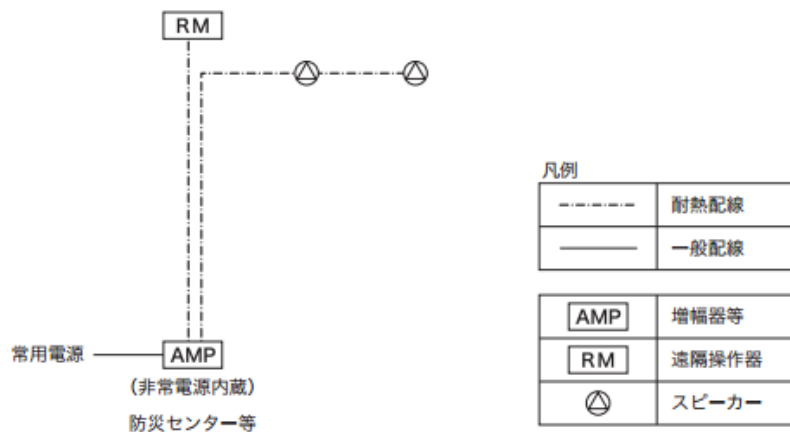 RM
凡例
耐熱配線
一般配線
AMP 増幅器等
RM 遠隔操作器
スピーカー
常用電源 AMP
(非常電源内蔵)
防災センター等